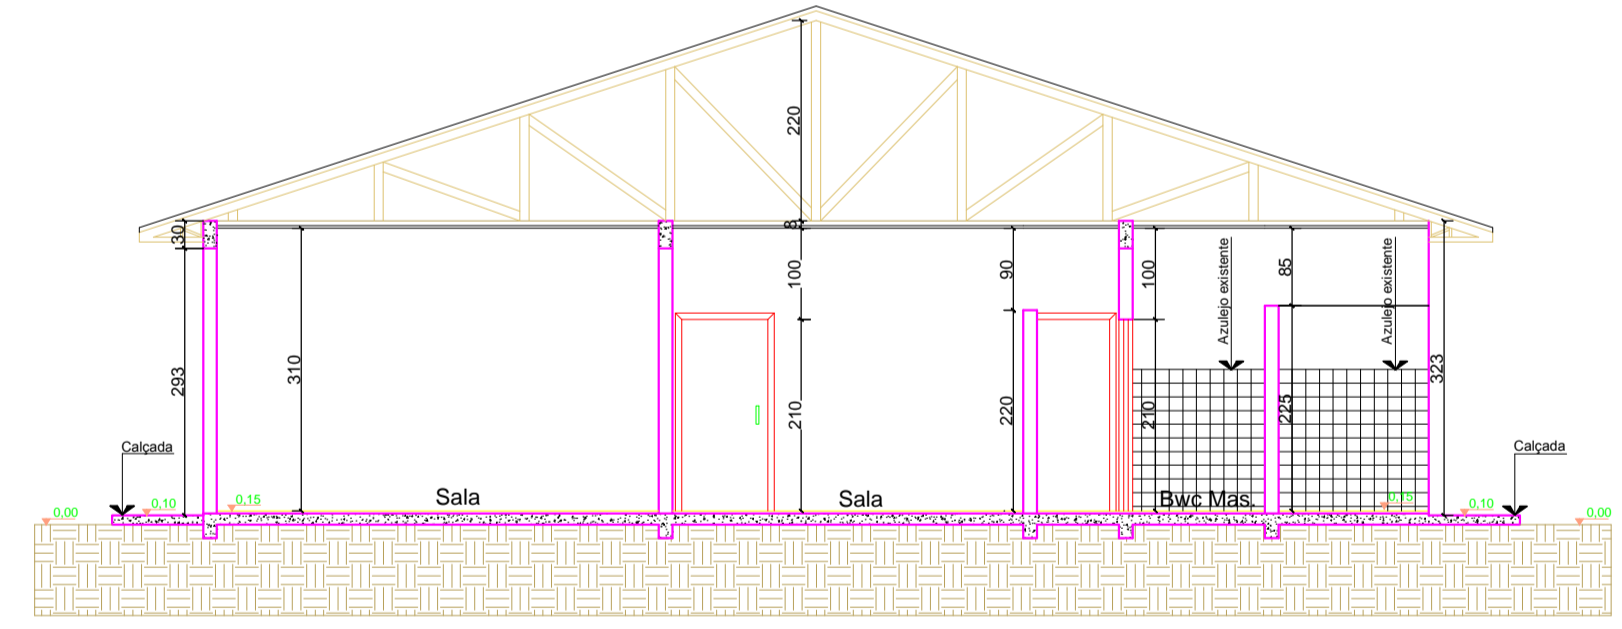 220
30
8
100
90
100
85
Azulejo existente
Azulejo existente
310
293
323
220
210
210
225
Calçada
Calçada
Sala
Sala
Bwc Mas.
0,00
0,10
0,15
0,15
0,10
0,00